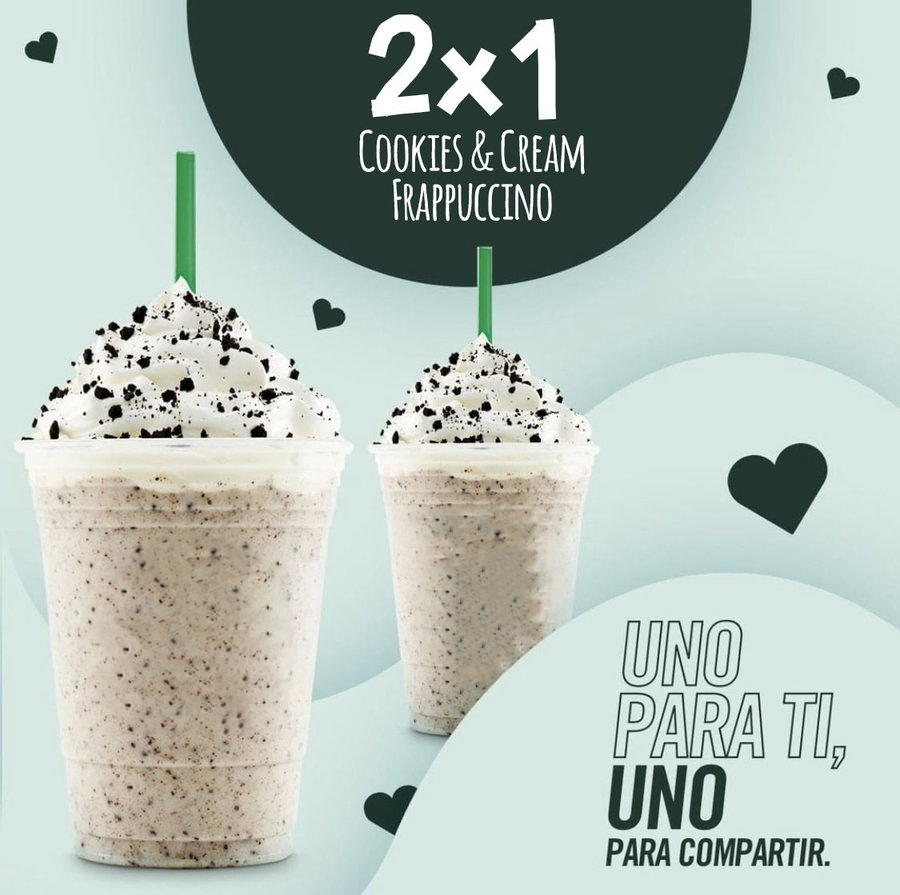 2x1
COOKIES & CREAM
FRAPPUCCINO
UNO
PARA TI,
UNO
PARA COMPARTIR.